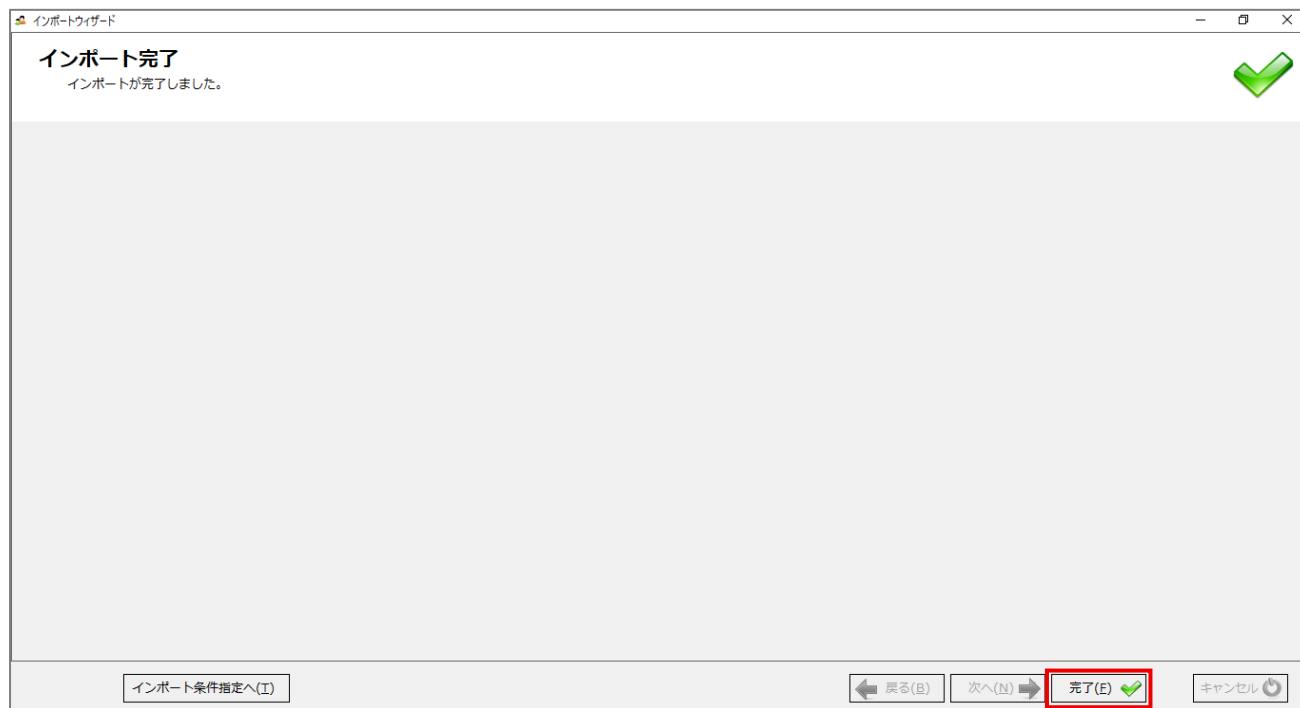 インポートウィザード
インポート完了
インポートが完了しました。
インポート条件指定へ(T)
戻る(B)
次へ(N)
完了(F)
キャンセル